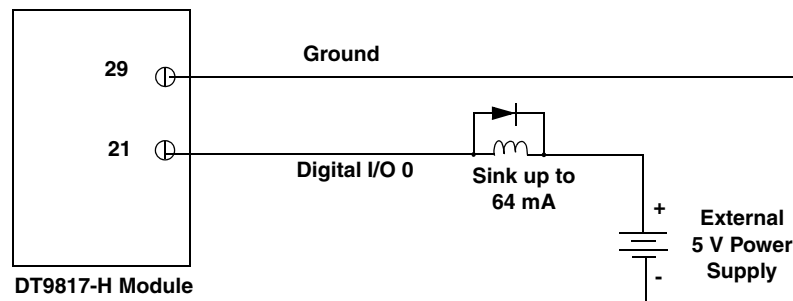 29
Ground
21
Digital I/O 0
Sink up to
64 mA
+
External
5 V Power
Supply
-
DT9817-H Module